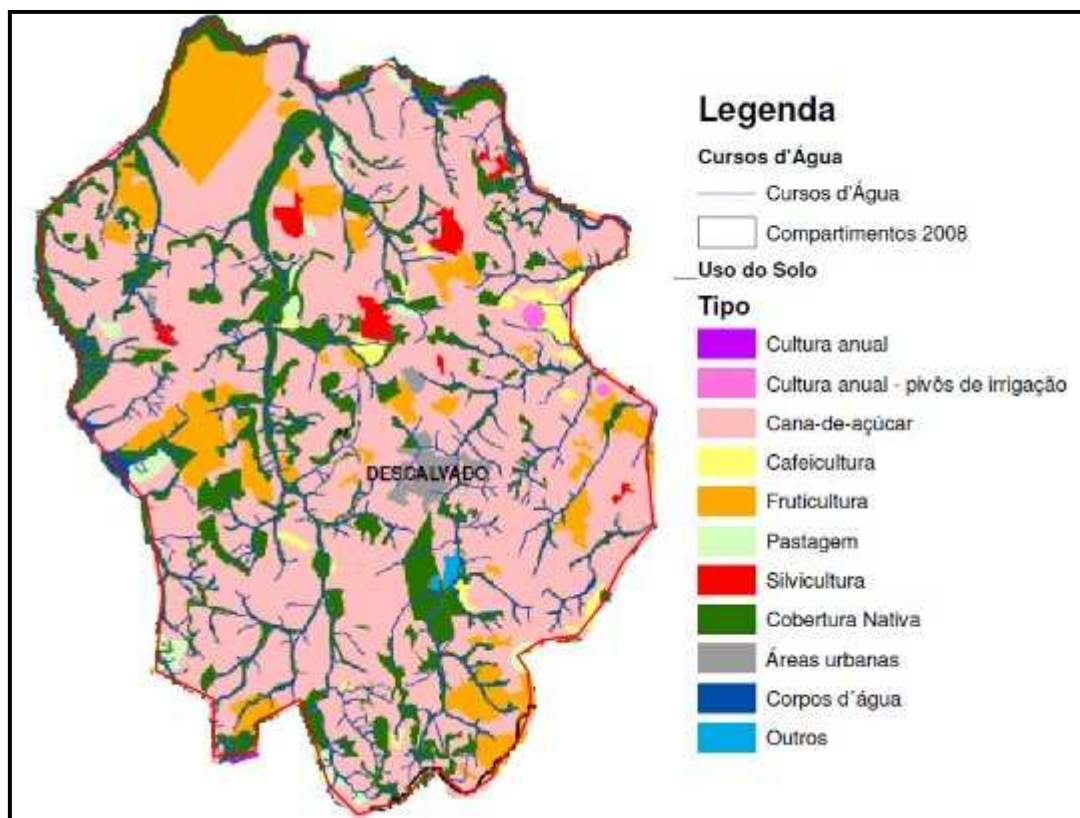 DESCALVADO
Legenda
Cursos d'Água
Cursos d'Água
Compartimentos 2008
Uso do Solo
Tipo
Cultura anual
Cultura anual - pivôs de irrigação
Cana-de-açúcar
Cafeicultura
Fruticultura
Pastagem
Silvicultura
Cobertura Nativa
Áreas urbanas
Corpos d´água
Outros